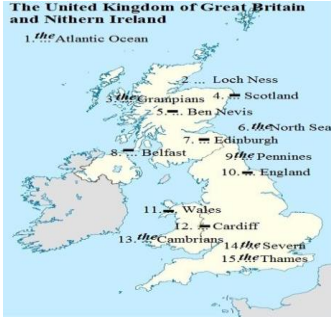 The United Kingdom of Great Britain
and Nithern Ireland
1. the ... Atlantic Ocean
2 ... Loch Ness
3. the Grampians
4. – Scotland
5. – Ben Nevis
6. the North Sea
7. – Edinburgh
8. – Belfast
9 the Pennines
10. – England
11. – Wales
12. – Cardiff
13. the Cambrians
14 the Severn
15. the Thames